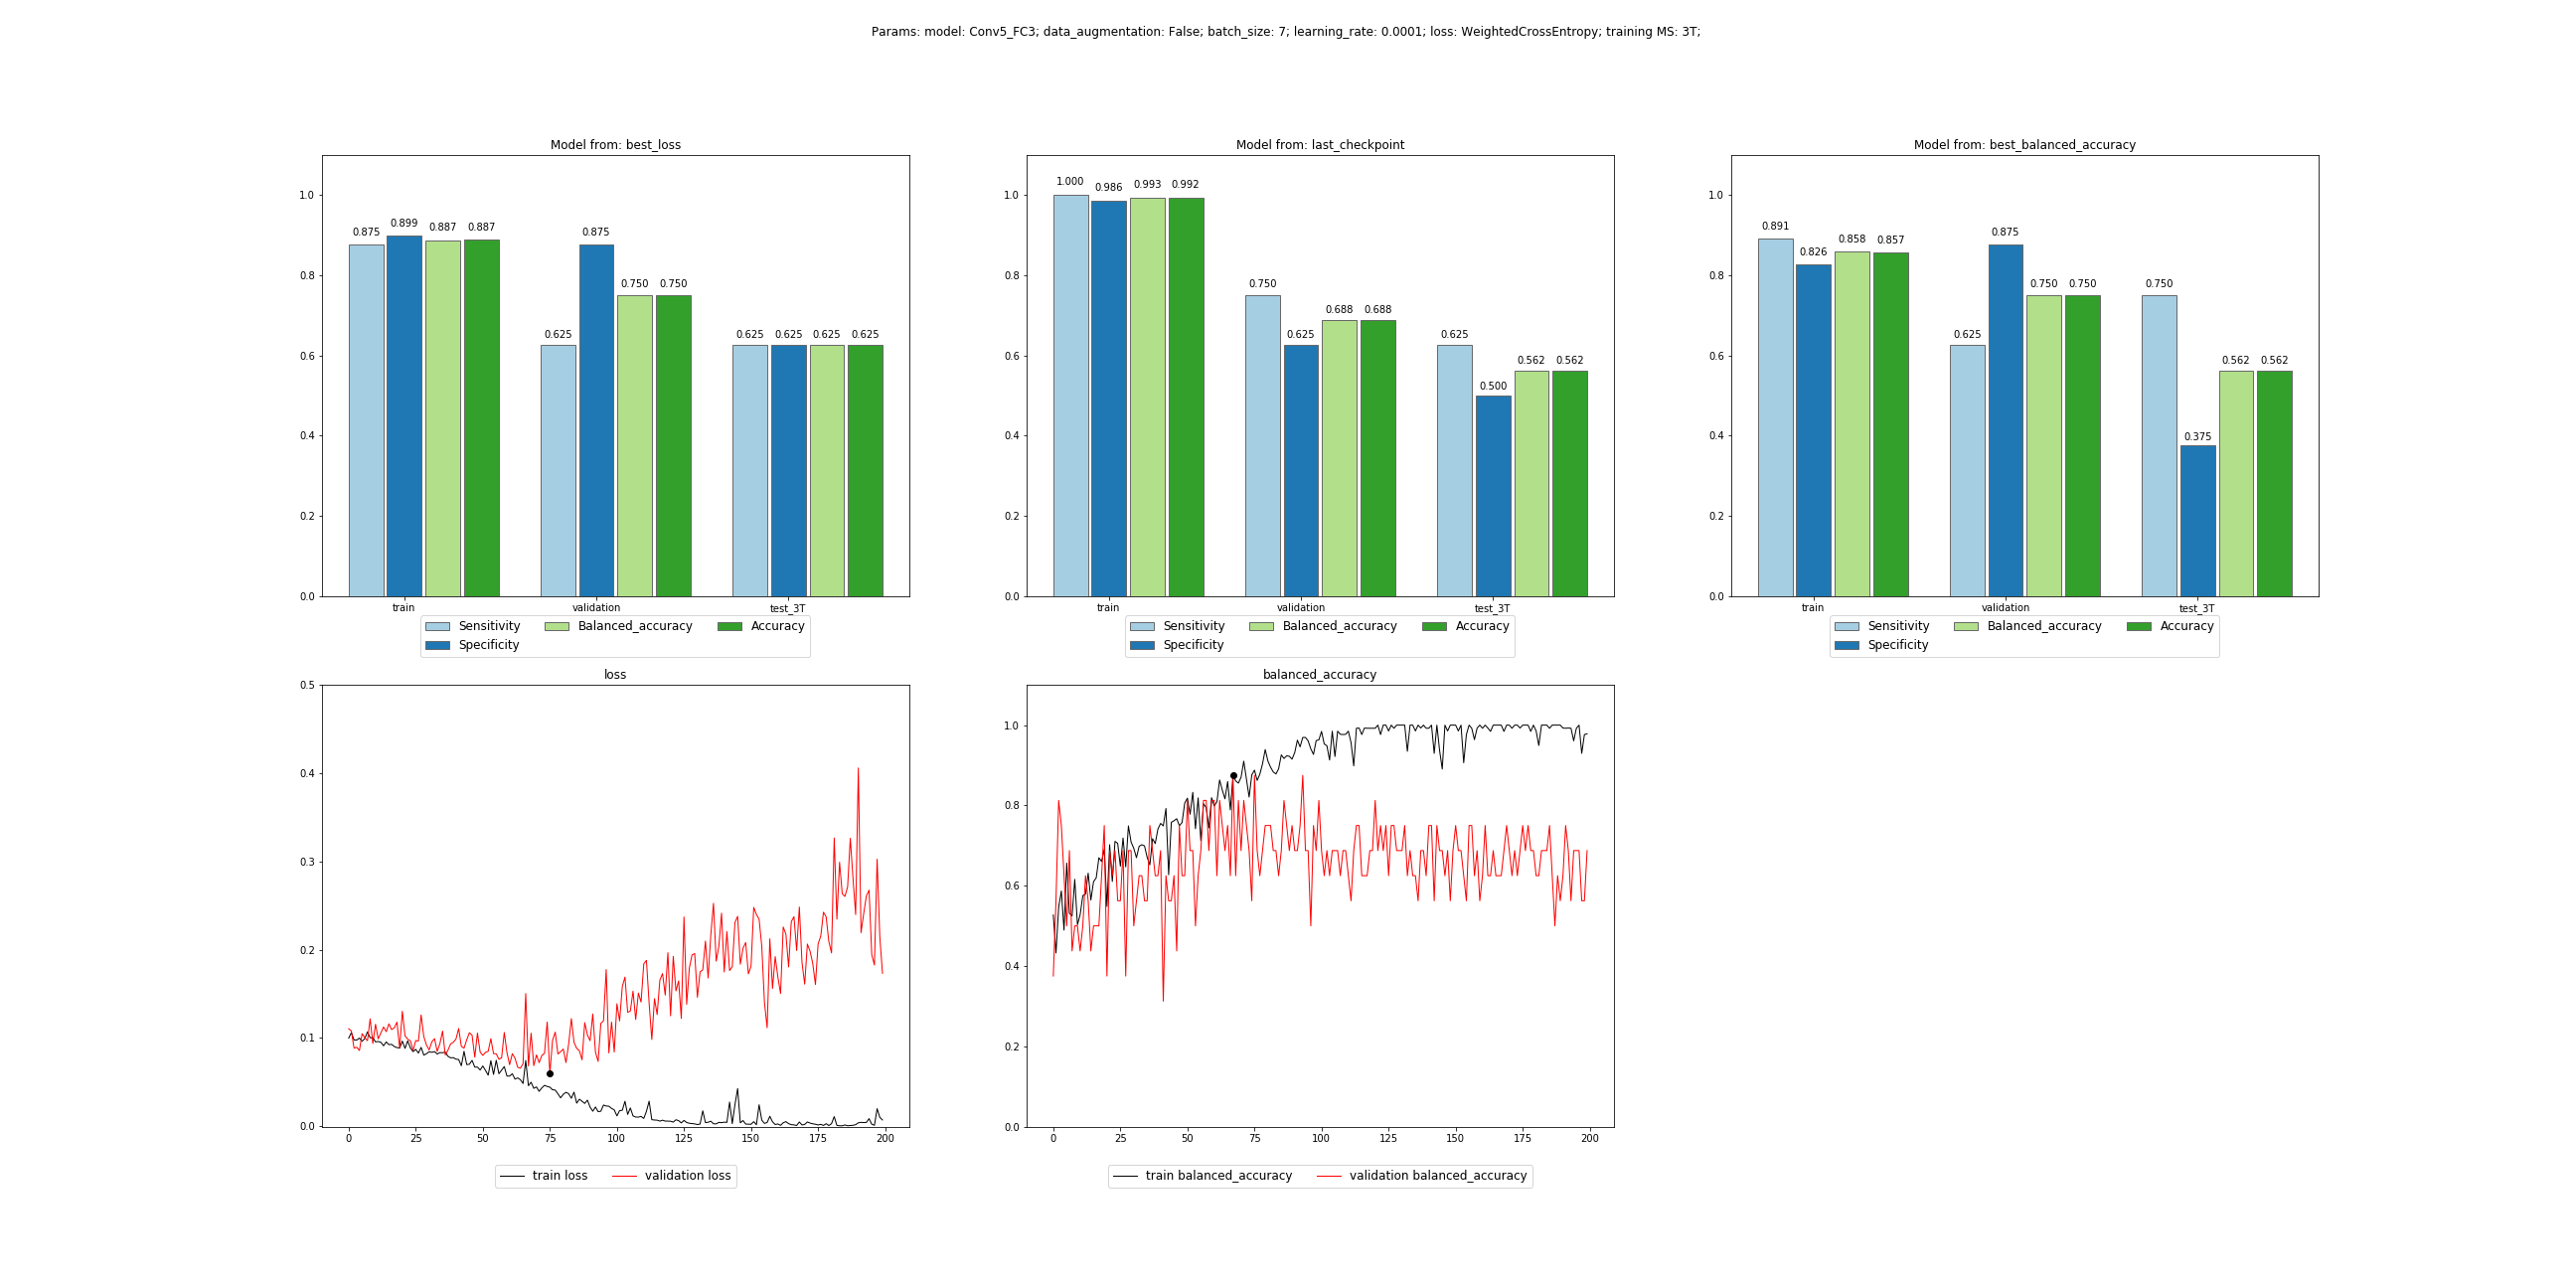 Params: model: Conv5_FC3; data_augmentation: False; batch_size: 7; learning_rate: 0.0001; loss: WeightedCrossEntropy; training MS: 3T;
Model from: best_loss
1.0
0.8
0.6
0.4
0.2
0.0
0.875 0.899 0.887 0.887
0.625 0.875 0.750 0.750
0.625 0.625 0.625 0.625
train validation test_3T
Sensitivity Balanced_accuracy Accuracy
Specificity
Model from: last_checkpoint
1.0
0.8
0.6
0.4
0.2
0.0
1.000 0.986 0.993 0.992
0.750 0.625 0.688 0.688
0.625 0.500 0.562 0.562
train validation test_3T
Sensitivity Balanced_accuracy Accuracy
Specificity
Model from: best_balanced_accuracy
1.0
0.8
0.6
0.4
0.2
0.0
0.891 0.826 0.858 0.857
0.625 0.875 0.750 0.750
0.750 0.375 0.562 0.562
train validation test_3T
Sensitivity Balanced_accuracy Accuracy
Specificity
loss
0.5
0.4
0.3
0.2
0.1
0.0
0 25 50 75 100 125 150 175 200
train loss validation loss
balanced_accuracy
1.0
0.8
0.6
0.4
0.2
0.0
0 25 50 75 100 125 150 175 200
train balanced_accuracy validation balanced_accuracy